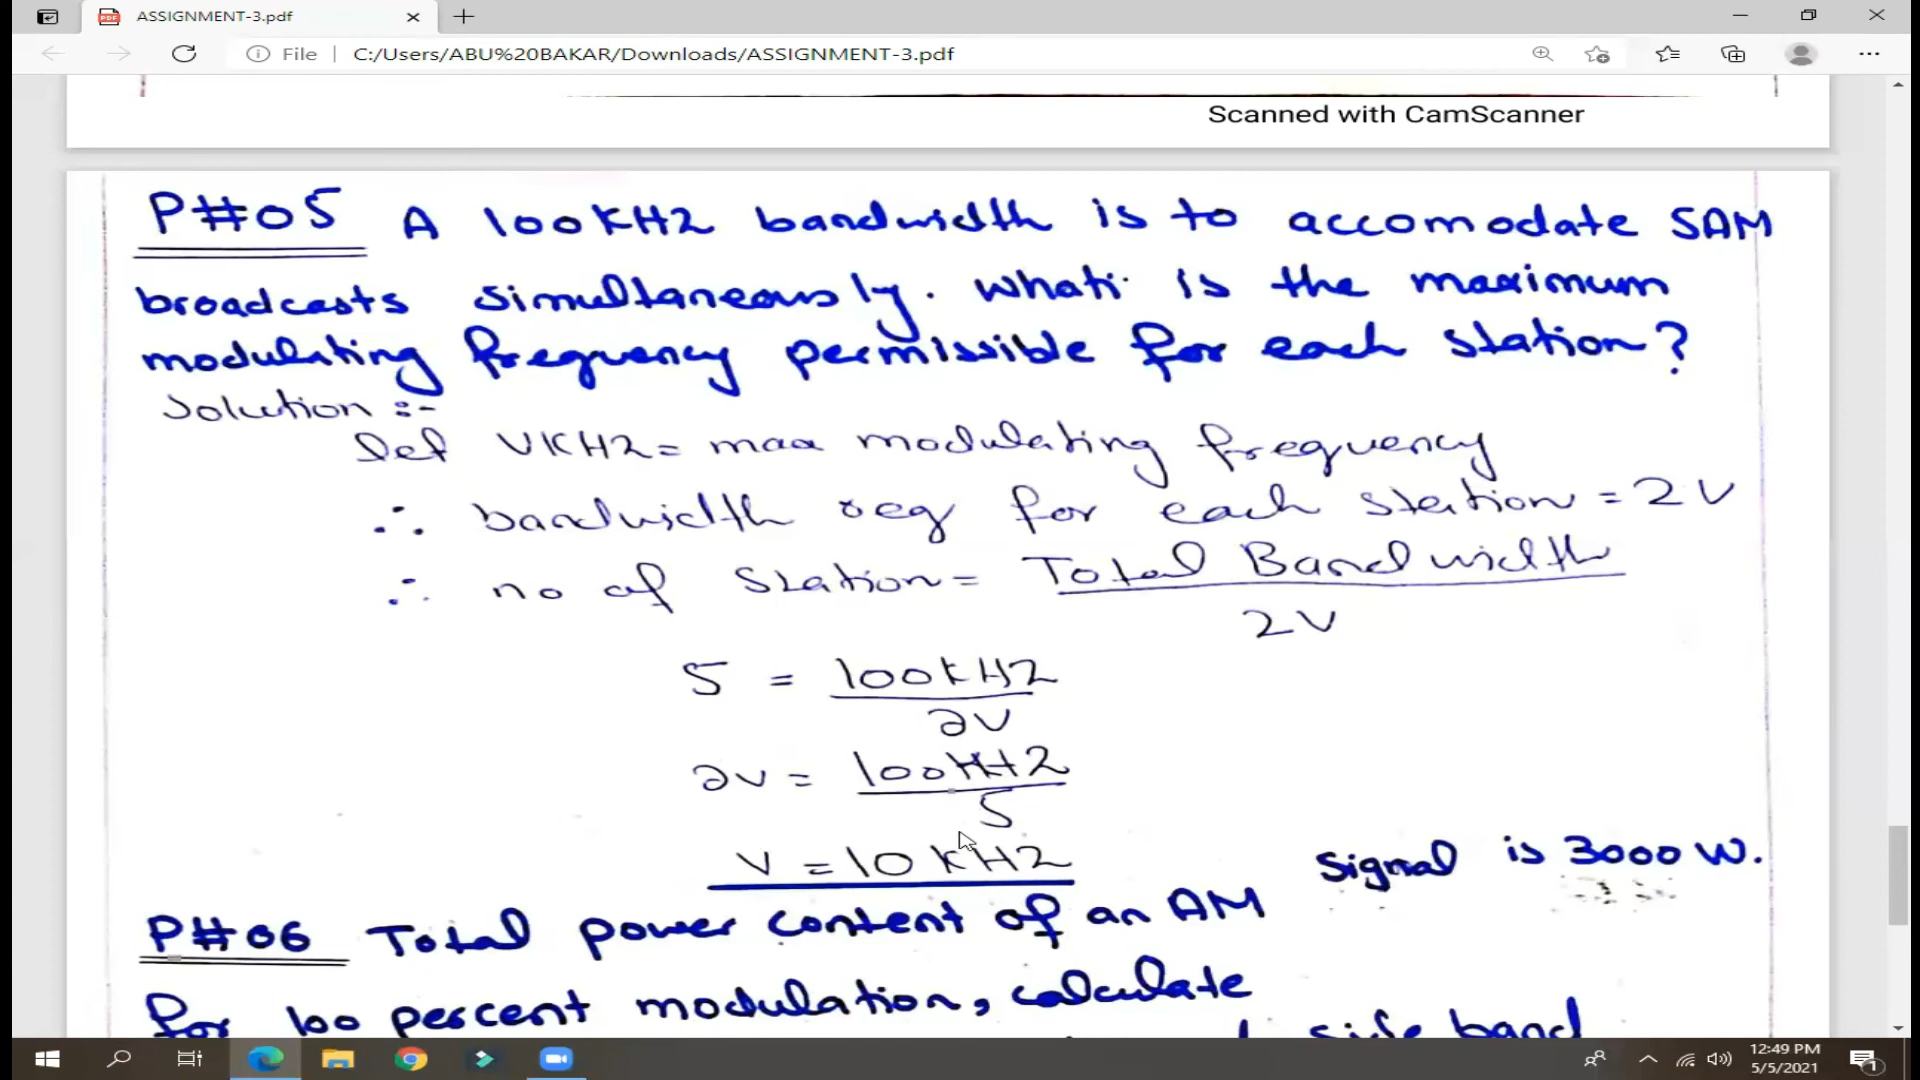 ASSIGNMENT-3.pdf
File | C:/Users/ABU%20BAKAR/Downloads/ASSIGNMENT-3.pdf
Scanned with CamScanner
P#05 A 100KHz bandwidth is to accomodate 5AM
broadcasts simultaneously. What is the maximum
modulating frequency permissible for each station?
Solution :-
Let VKHz = max modulating frequency
∴ bandwidth req for each station = 2V
∴ no of Station = Total Bandwidth
2V
5 = 100KHz
2V
2V = 100KHz
5
V = 10 KHz
Signal is 3000 W.
P#06 Total power content of an AM
for 100 percent modulation, calculate
side band
12:49 PM
5/5/2021
1